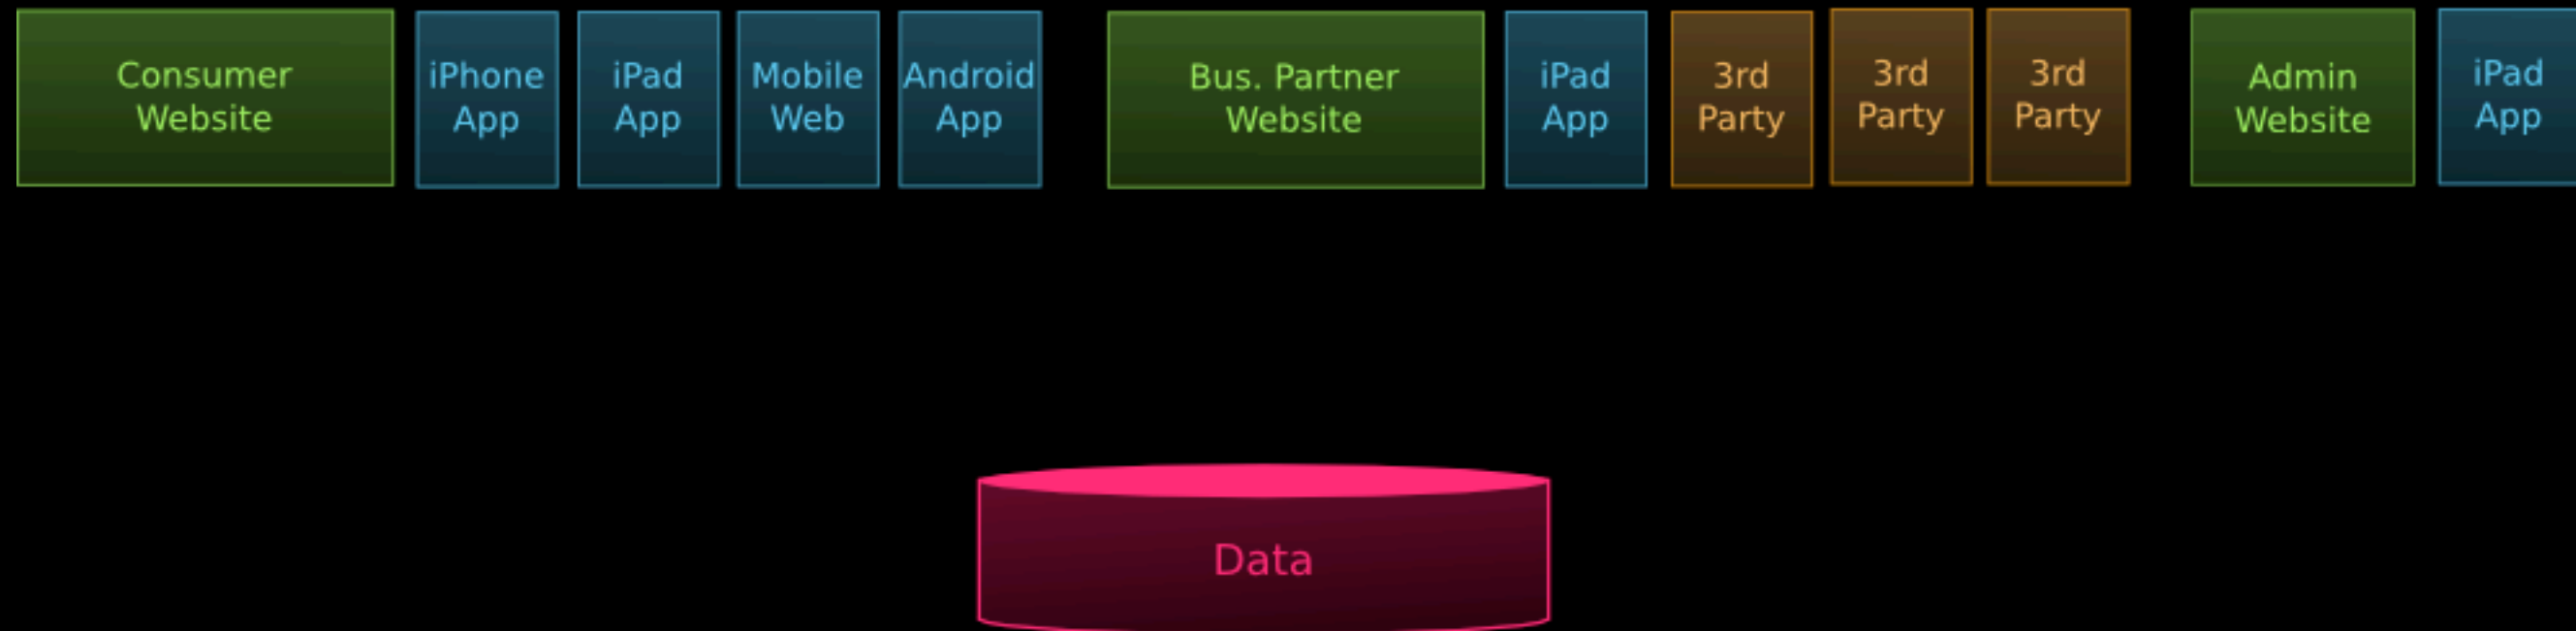 Consumer
Website
iPhone
App
iPad
App
Mobile
Web
Android
App
Bus. Partner
Website
iPad
App
3rd
Party
3rd
Party
3rd
Party
Admin
Website
iPad
App
Data